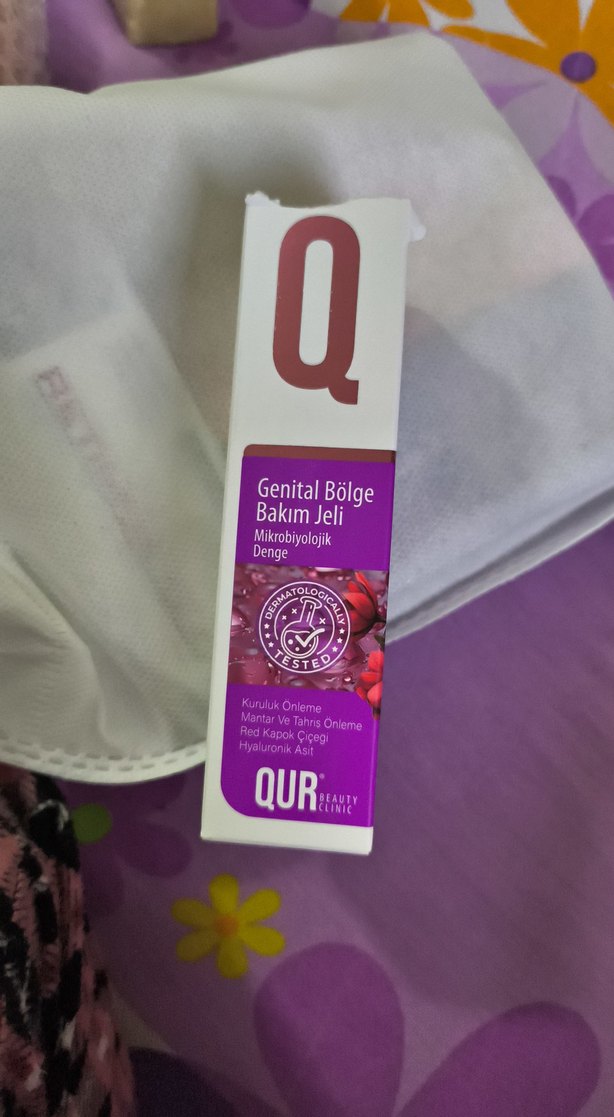 Q
Genital Bölge
Bakım Jeli
Mikrobiyolojik
Denge
DERMATOLOGICALLY
TESTED
Kuruluk Önleme
Mantar Ve Tahriş Önleme
Red Kapok Çiçeği
Hyaluronik Asit
QUR®
BEAUTY
CLINIC